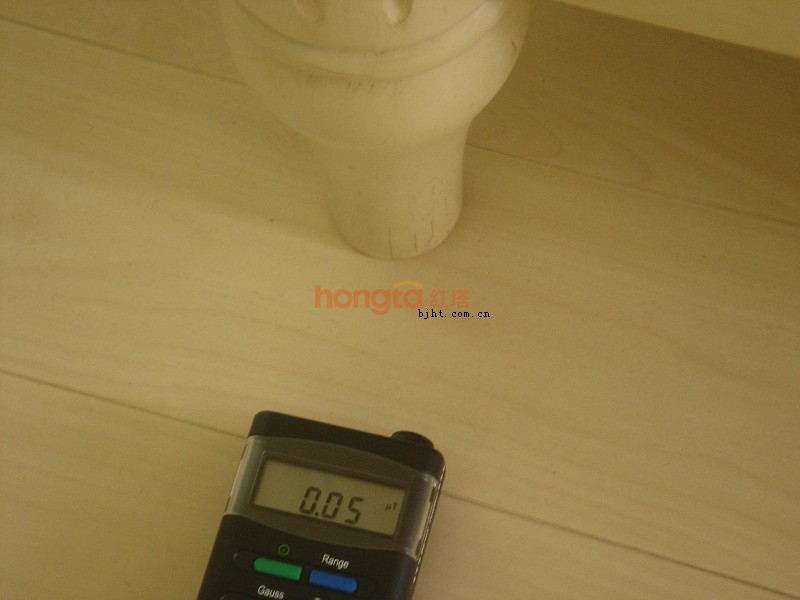 hongta红塔
bjht.com.cn
0.05 μT
Range
Gauss